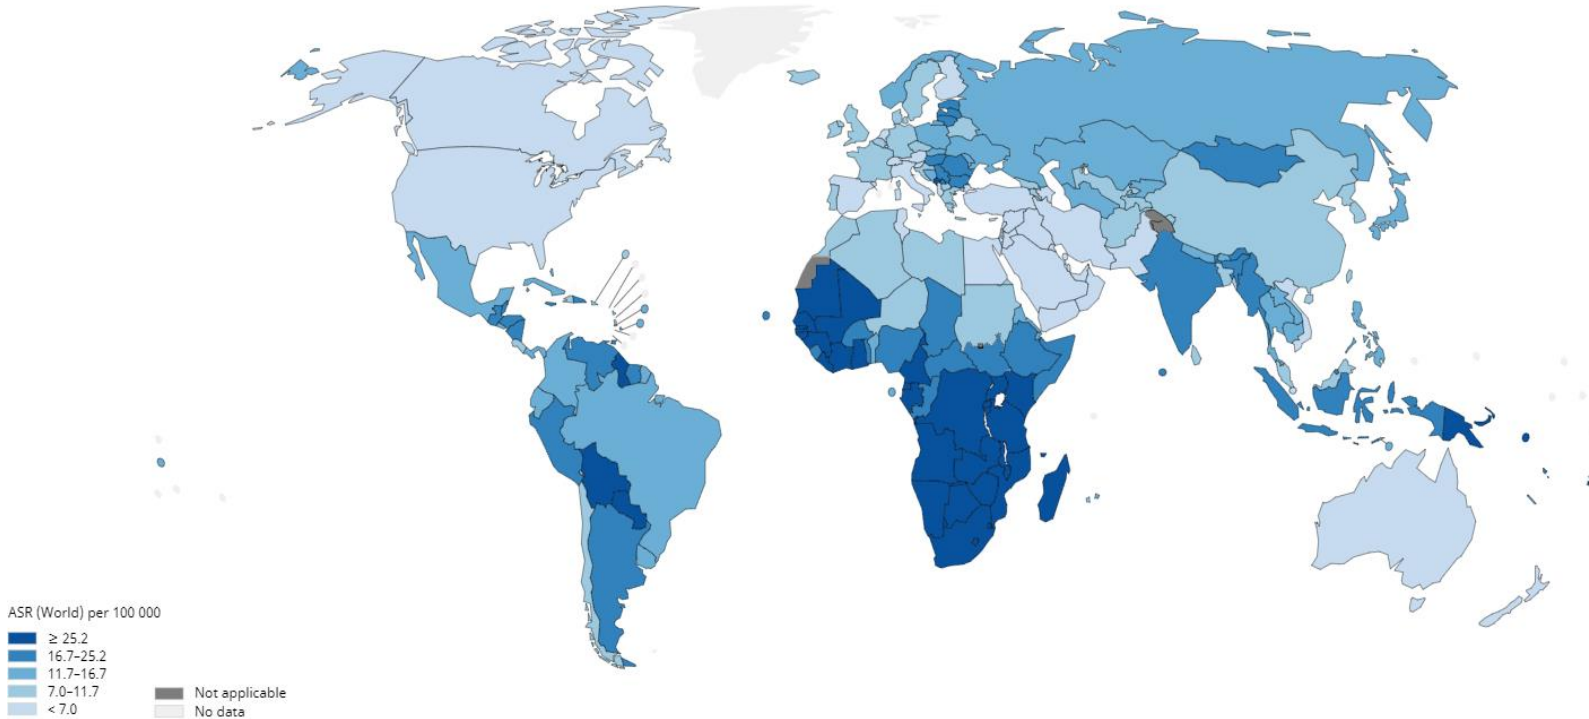 ASR (World) per 100 000
≥ 25.2
16.7–25.2
11.7–16.7
7.0–11.7
< 7.0
Not applicable
No data